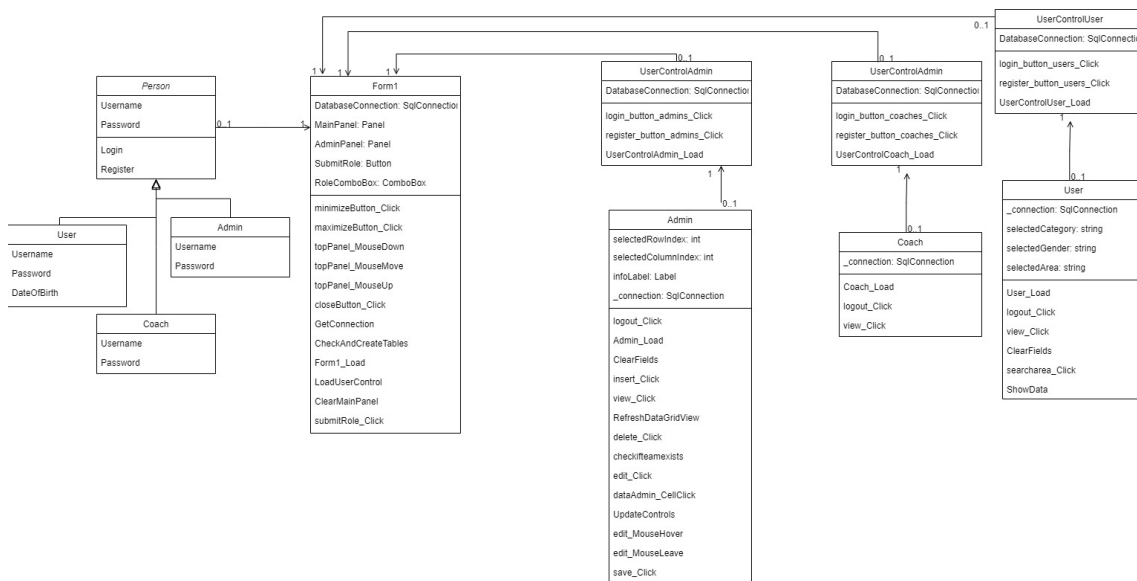 UserControlUser
DatabaseConnection: SqlConnection
login_button_users_Click
register_button_users_Click
UserControlUser_Load
0..1
1
1
1
1
0..1
0..1
Person
Username
Password
Login
Register
0..1
1
Form1
DatabaseConnection: SqlConnection
MainPanel: Panel
AdminPanel: Panel
SubmitRole: Button
RoleComboBox: ComboBox
minimizeButton_Click
maximizeButton_Click
topPanel_MouseDown
topPanel_MouseMove
topPanel_MouseUp
closeButton_Click
GetConnection
CheckAndCreateTables
Form1_Load
LoadUserControl
ClearMainPanel
submitRole_Click
UserControlAdmin
DatabaseConnection: SqlConnection
login_button_admins_Click
register_button_admins_Click
UserControlAdmin_Load
1
0..1
UserControlAdmin
DatabaseConnection: SqlConnection
login_button_coaches_Click
register_button_coaches_Click
UserControlCoach_Load
1
0..1
0..1
User
Username
Password
DateOfBirth
Admin
Username
Password
Coach
Username
Password
Admin
selectedRowIndex: int
selectedColumnIndex: int
infoLabel: Label
_connection: SqlConnection
logout_Click
Admin_Load
ClearFields
insert_Click
view_Click
RefreshDataGridView
delete_Click
checkifteamexists
edit_Click
dataAdmin_CellClick
UpdateControls
edit_MouseHover
edit_MouseLeave
save_Click
Coach
_connection: SqlConnection
Coach_Load
logout_Click
view_Click
User
_connection: SqlConnection
selectedCategory: string
selectedGender: string
selectedArea: string
User_Load
logout_Click
view_Click
ClearFields
searcharea_Click
ShowData